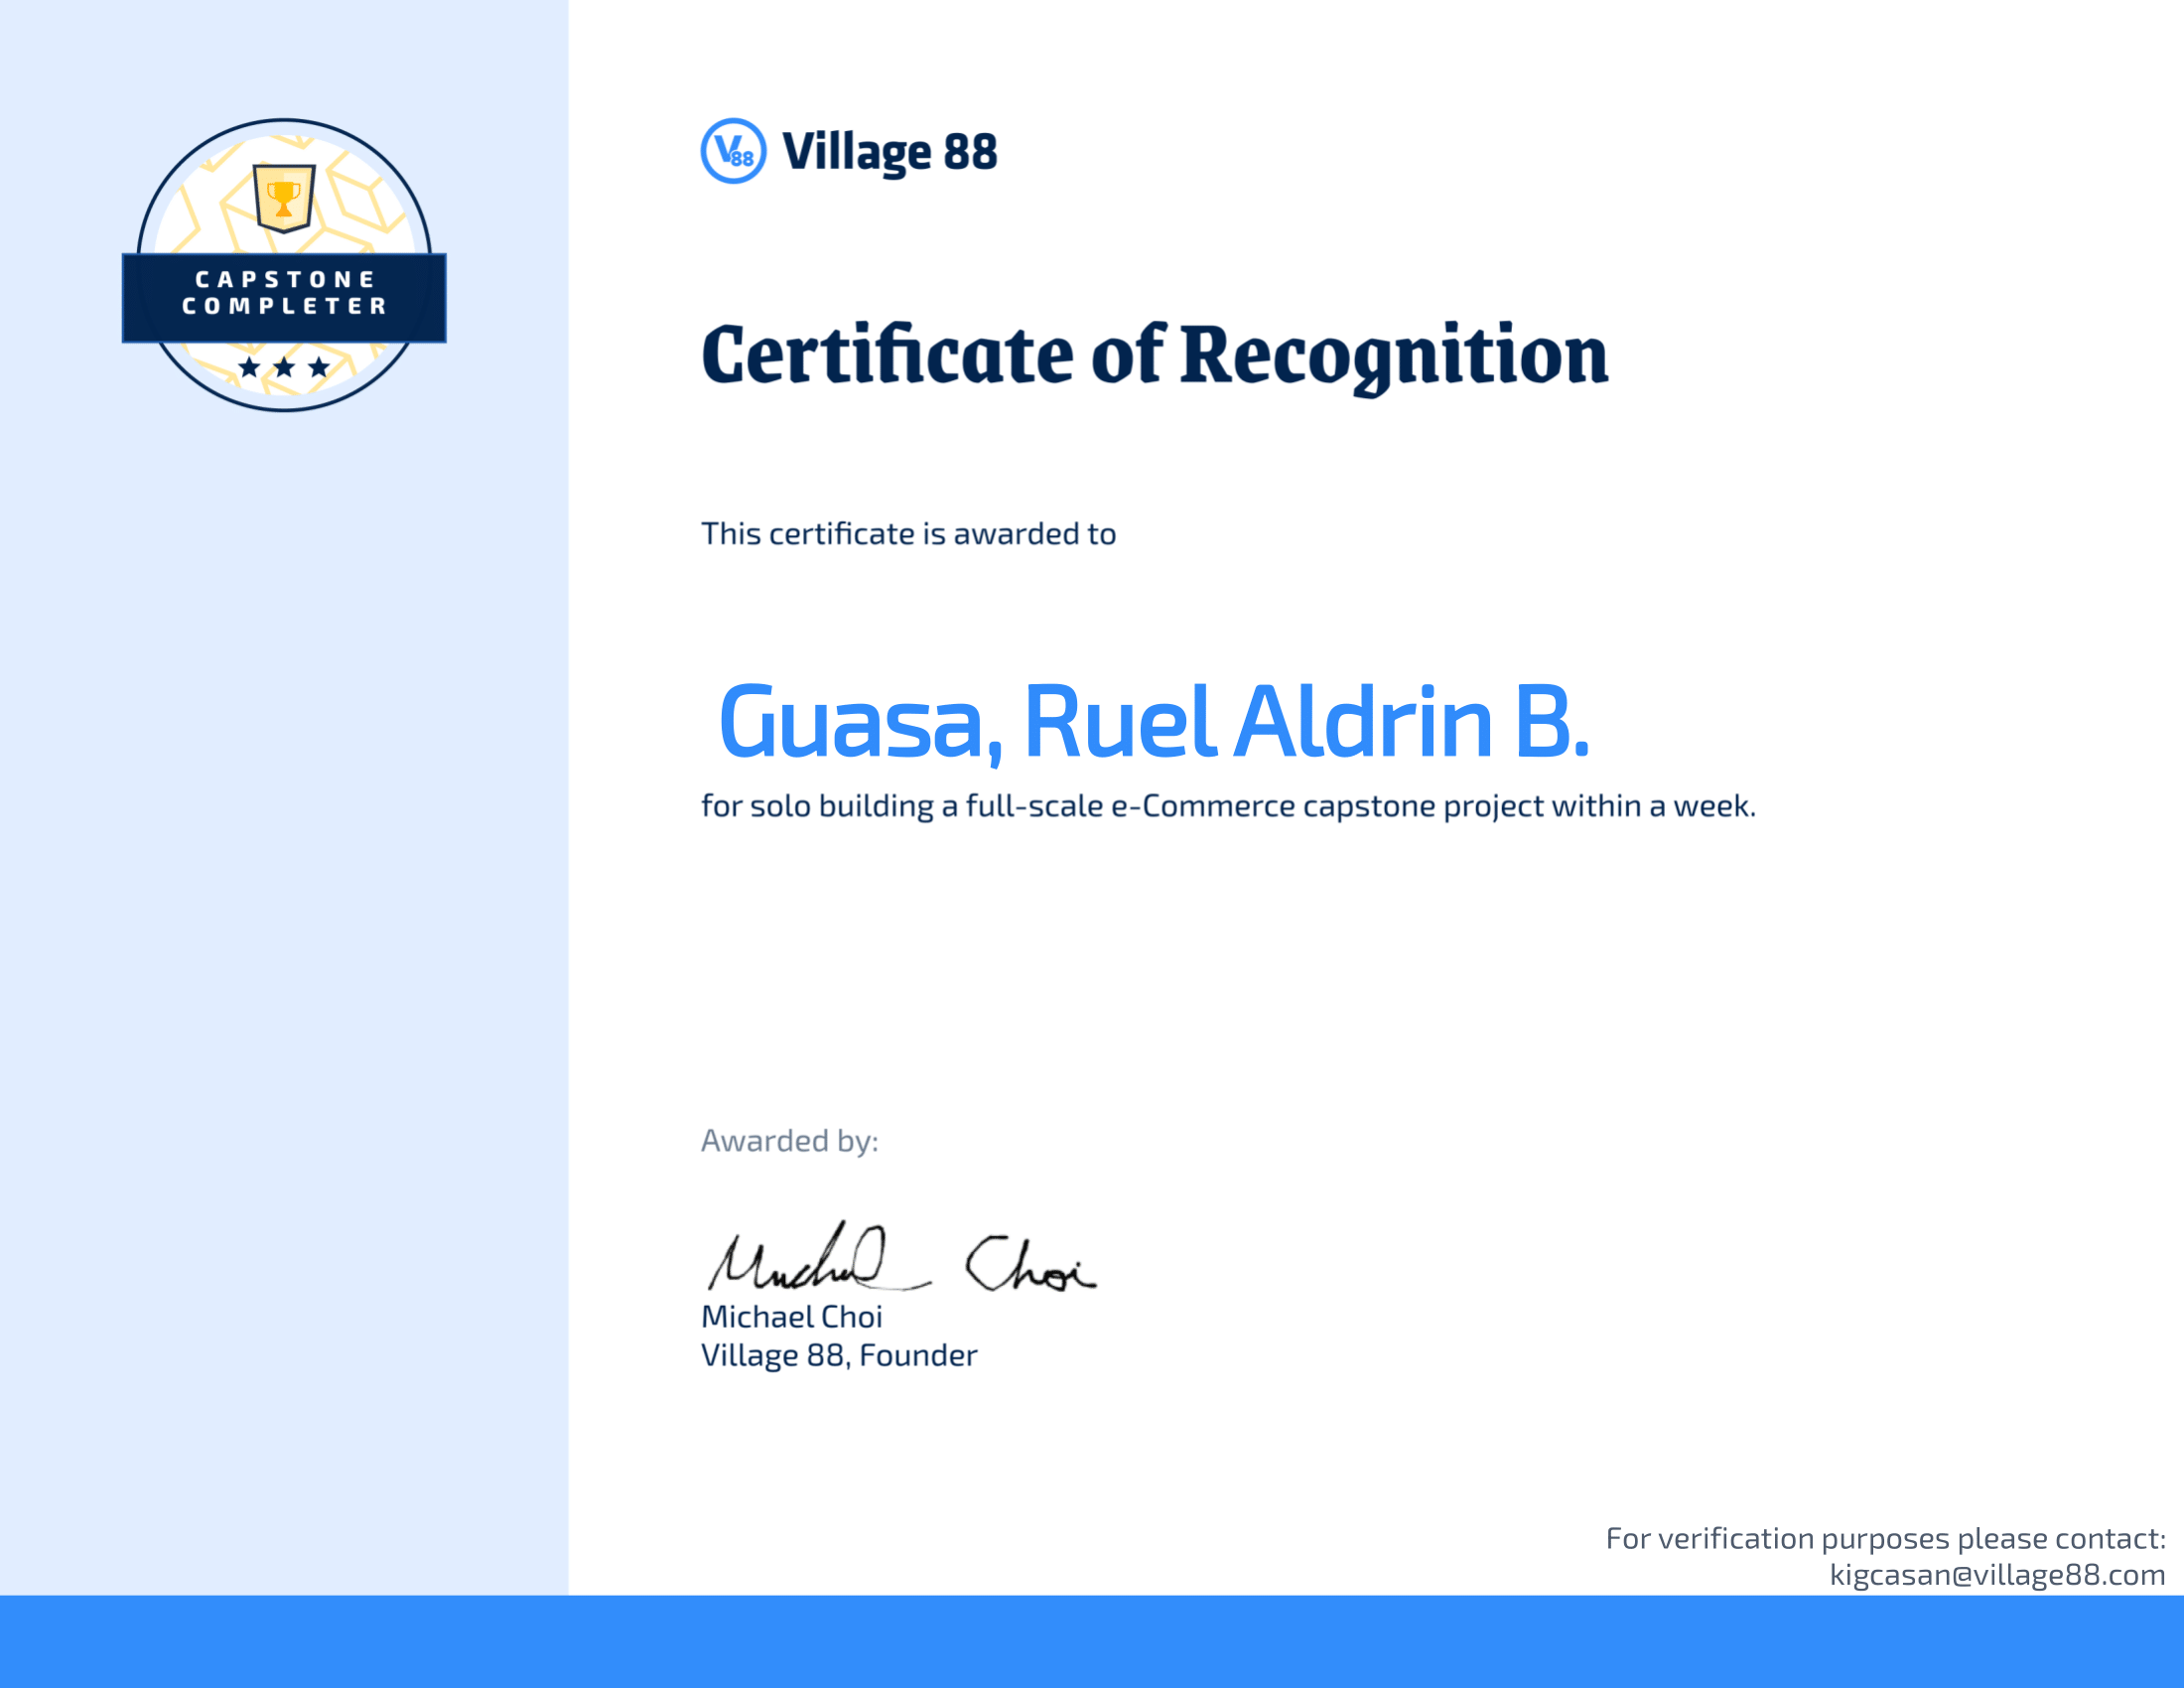 CAPSTONE
COMPLETER
V88 Village 88
Certificate of Recognition
This certificate is awarded to
Guasa, Ruel Aldrin B.
for solo building a full-scale e-Commerce capstone project within a week.
Awarded by:
Michael Choi
Michael Choi
Village 88, Founder
For verification purposes please contact:
kigcasan@village88.com